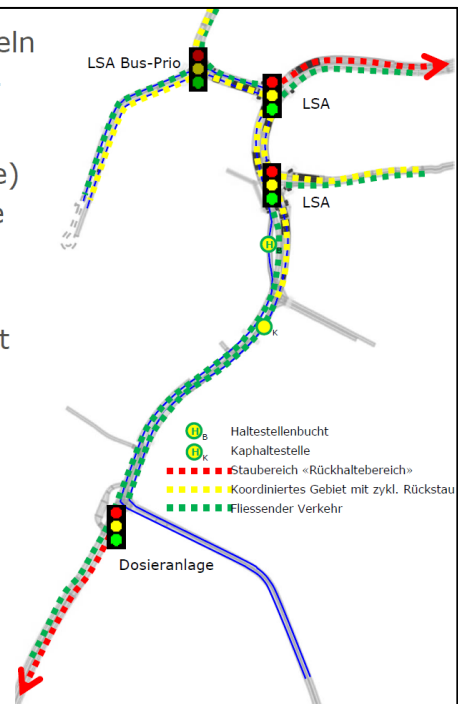 eln
LSA Bus-Prio
LSA
e)
LSA
e
H
K
t
H B Haltestellenbucht
H K Kaphaltestelle
Staubereich «Rückhaltebereich»
Koordiniertes Gebiet mit zykl. Rückstau
Fliessender Verkehr
Dosieranlage